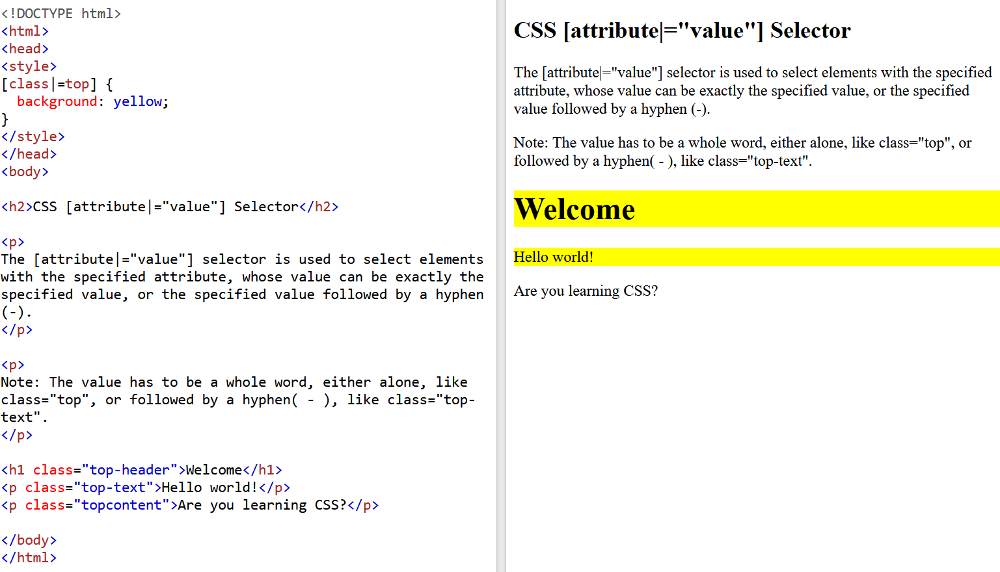 <!DOCTYPE html>
<html>
<head>
<style>
[class|=top] {
  background: yellow;
}
</style>
</head>
<body>

<h2>CSS [attribute|="value"] Selector</h2>

<p>
The [attribute|="value"] selector is used to select elements
with the specified attribute, whose value can be exactly the
specified value, or the specified value followed by a hyphen
(-).
</p>

<p>
Note: The value has to be a whole word, either alone, like
class="top", or followed by a hyphen( - ), like class="top-
text".
</p>

<h1 class="top-header">Welcome</h1>
<p class="top-text">Hello world!</p>
<p class="topcontent">Are you learning CSS?</p>

</body>
</html>
CSS [attribute|="value"] Selector
The [attribute|="value"] selector is used to select elements with the specified
attribute, whose value can be exactly the specified value, or the specified
value followed by a hyphen (-).
Note: The value has to be a whole word, either alone, like class="top", or
followed by a hyphen( - ), like class="top-text".
Welcome
Hello world!
Are you learning CSS?